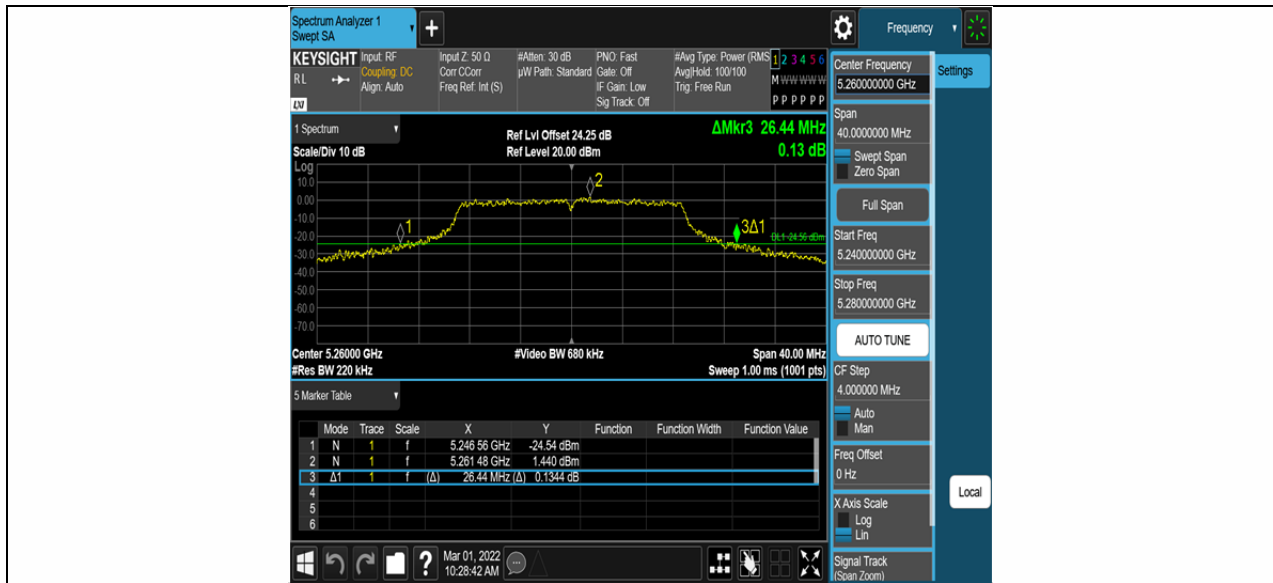 Spectrum Analyzer 1
Swept SA
+
Frequency
KEYSIGHT
RL
LXI
Input: RF
Coupling: DC
Align: Auto
Input Z: 50 Ω
Corr CCorr
Freq Ref: Int (S)
#Atten: 30 dB
µW Path: Standard
PNO: Fast
Gate: Off
IF Gain: Low
Sig Track: Off
#Avg Type: Power (RMS
Avg|Hold: 100/100
Trig: Free Run
1 2 3 4 5 6
M W W W W W
P P P P P P
Center Frequency
5.260000000 GHz
Settings
Span
40.0000000 MHz
Swept Span
Zero Span
Full Span
Start Freq
5.240000000 GHz
Stop Freq
5.280000000 GHz
AUTO TUNE
CF Step
4.000000 MHz
Auto
Man
Freq Offset
0 Hz
X Axis Scale
Log
Lin
Signal Track
(Span Zoom)
Local
1 Spectrum
Scale/Div 10 dB
Ref Lvl Offset 24.25 dB
Ref Level 20.00 dBm
ΔMkr3 26.44 MHz
0.13 dB
Log
10.0
0.00
-10.0
-20.0
-30.0
-40.0
-50.0
-60.0
-70.0
1
2
3Δ1
DL1 -24.56 dBm
Center 5.26000 GHz
#Video BW 680 kHz
Span 40.00 MHz
#Res BW 220 kHz
Sweep 1.00 ms (1001 pts)
5 Marker Table
Mode Trace Scale X Y Function Function Width Function Value
1 N 1 f 5.246 56 GHz -24.54 dBm
2 N 1 f 5.261 48 GHz 1.440 dBm
3 Δ1 1 f (Δ) 26.44 MHz (Δ) 0.1344 dB
4
5
6
?
Mar 01, 2022
10:28:42 AM